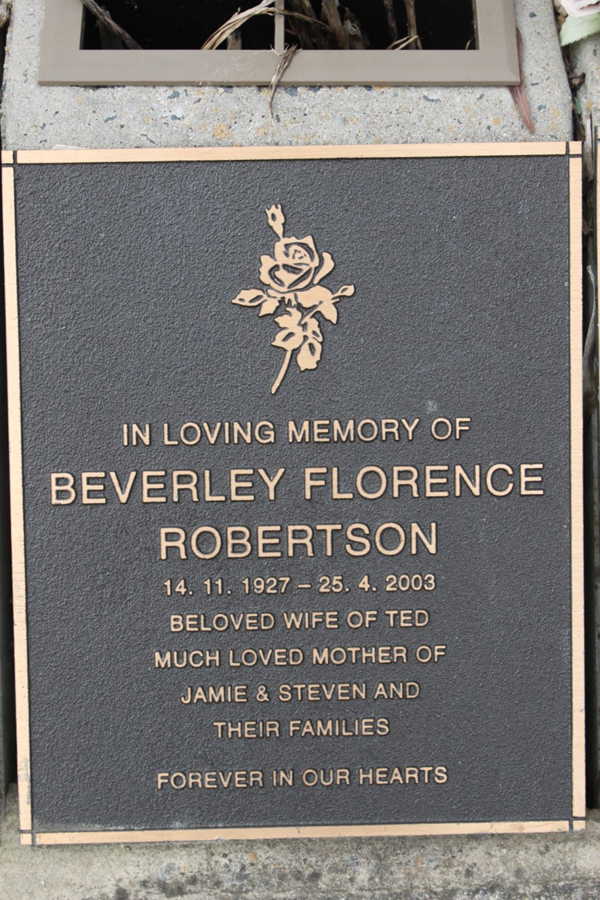 IN LOVING MEMORY OF
BEVERLEY FLORENCE
ROBERTSON
14. 11. 1927 – 25. 4. 2003
BELOVED WIFE OF TED
MUCH LOVED MOTHER OF
JAMIE & STEVEN AND
THEIR FAMILIES
FOREVER IN OUR HEARTS